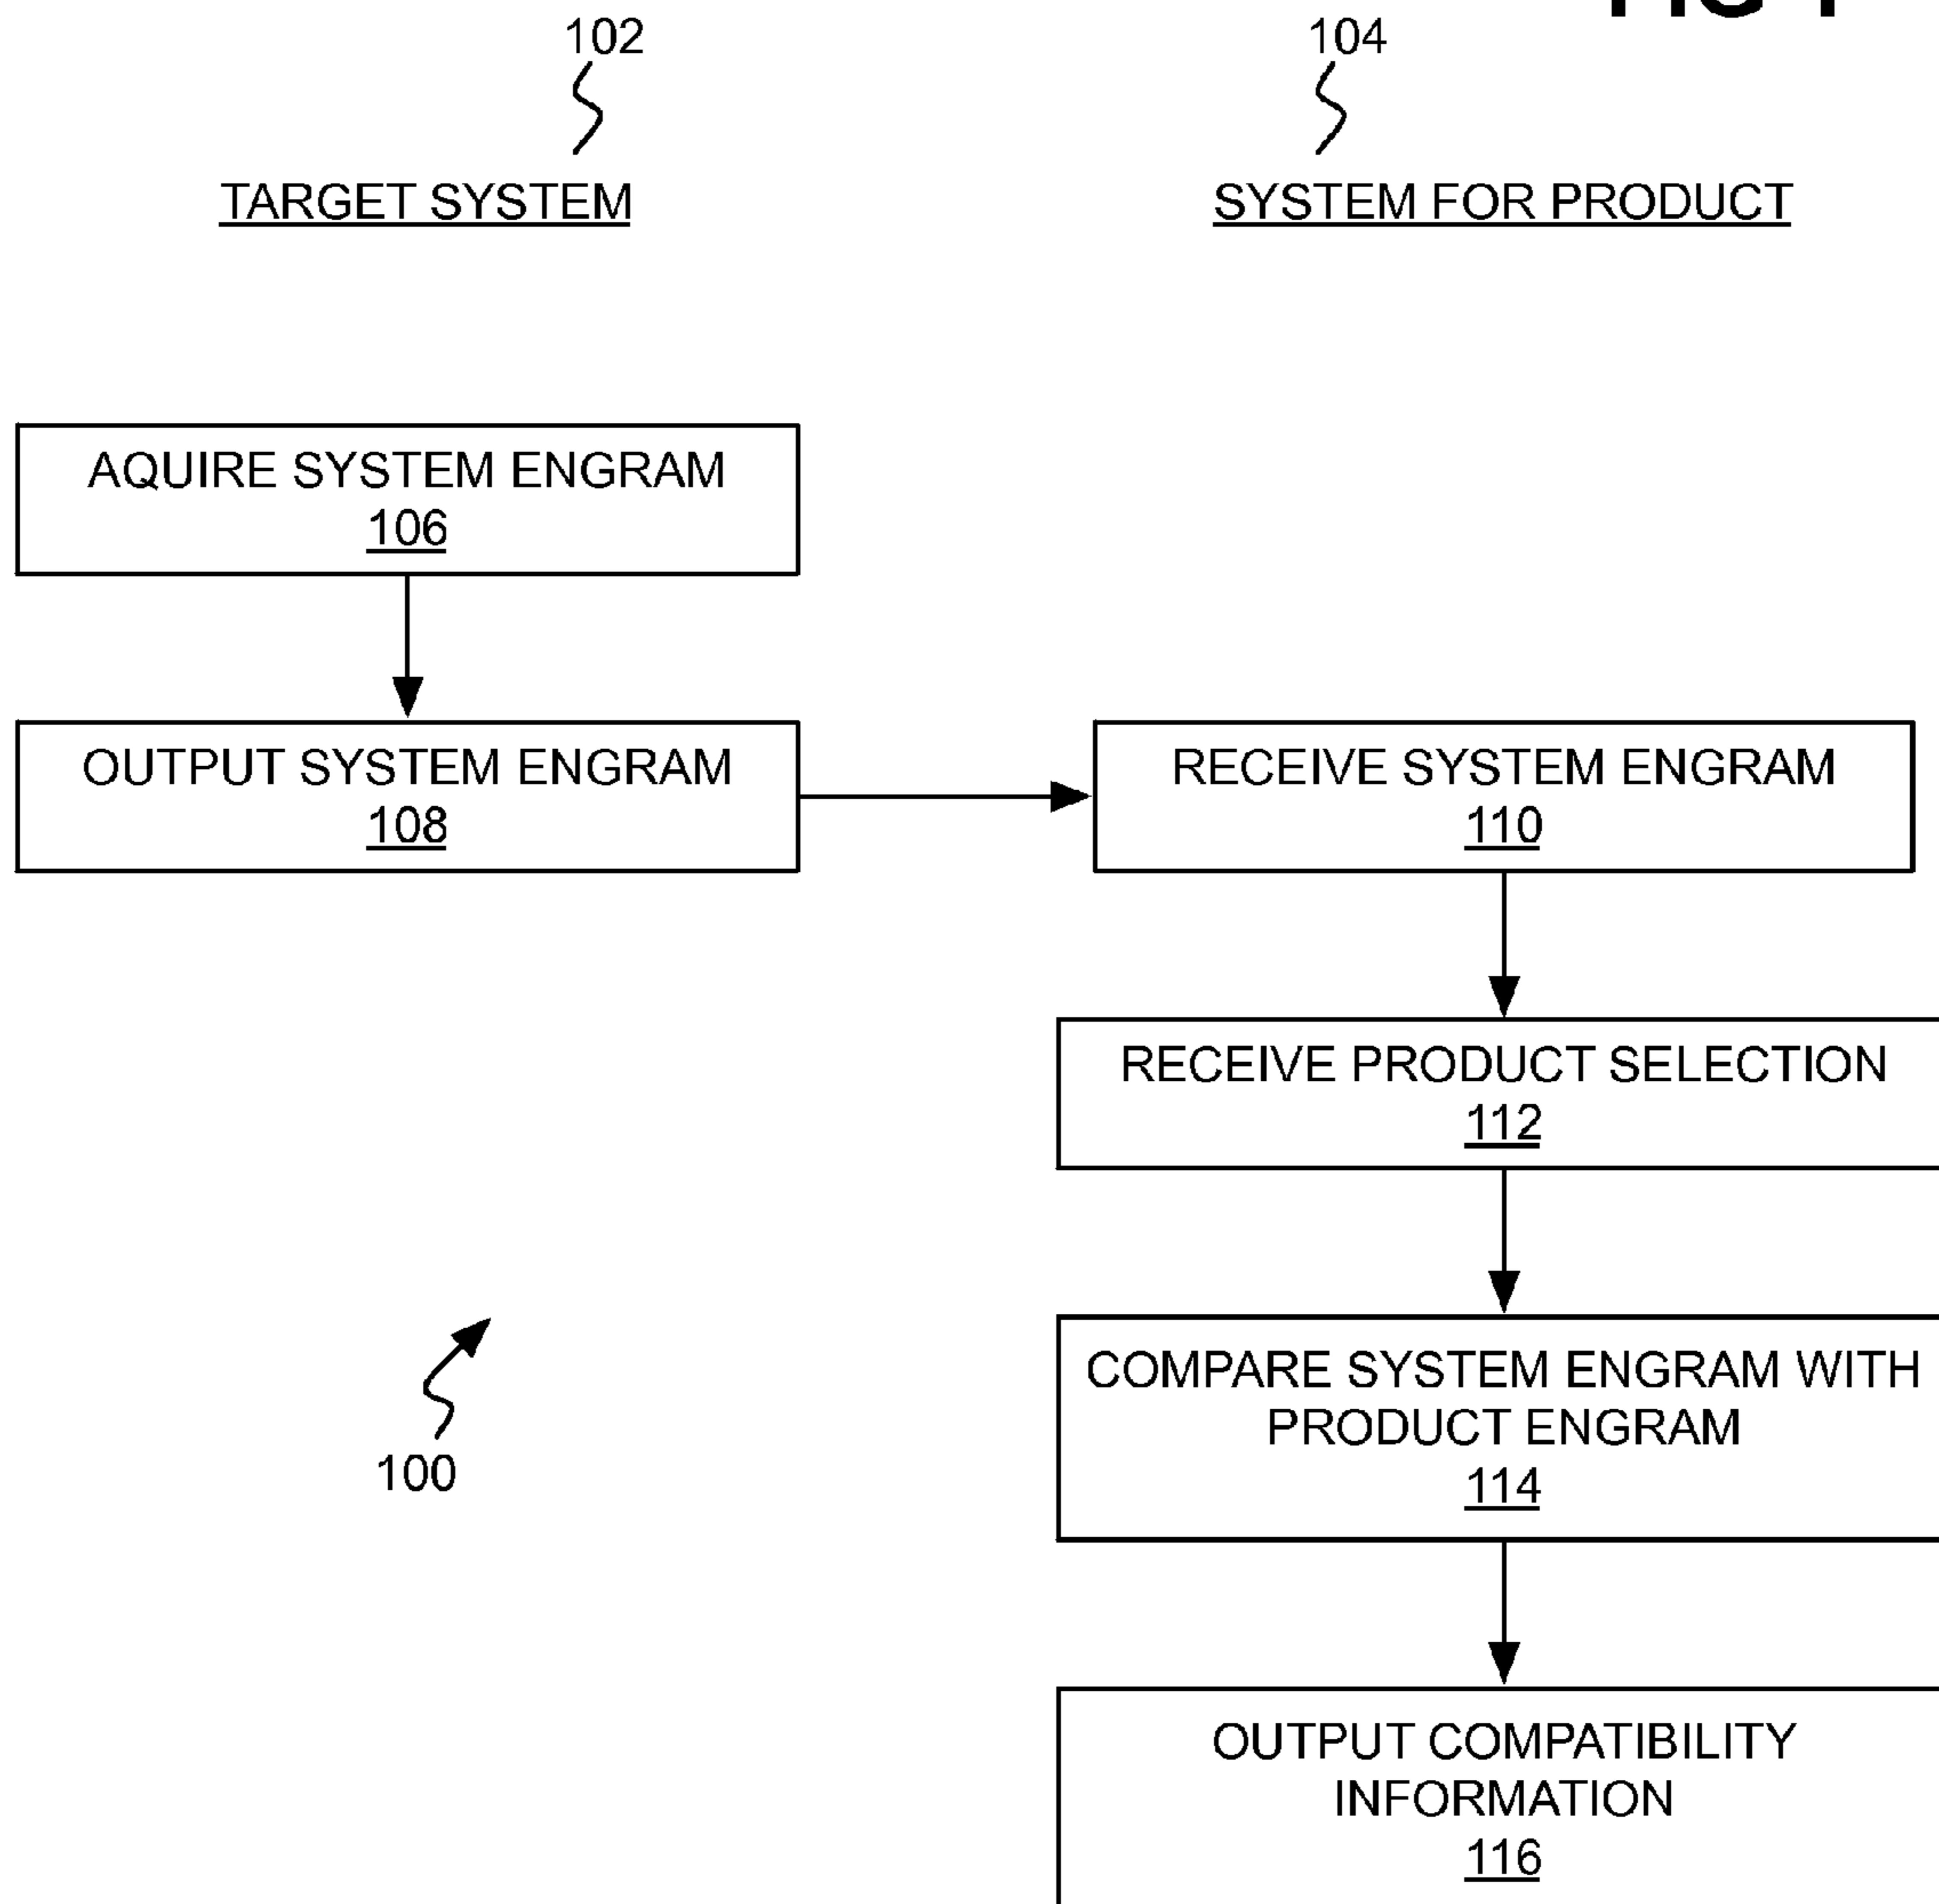 102
104
TARGET SYSTEM
SYSTEM FOR PRODUCT
AQUIRE SYSTEM ENGRAM
106
OUTPUT SYSTEM ENGRAM
108
RECEIVE SYSTEM ENGRAM
110
RECEIVE PRODUCT SELECTION
112
COMPARE SYSTEM ENGRAM WITH
PRODUCT ENGRAM
114
100
OUTPUT COMPATIBILITY
INFORMATION
116